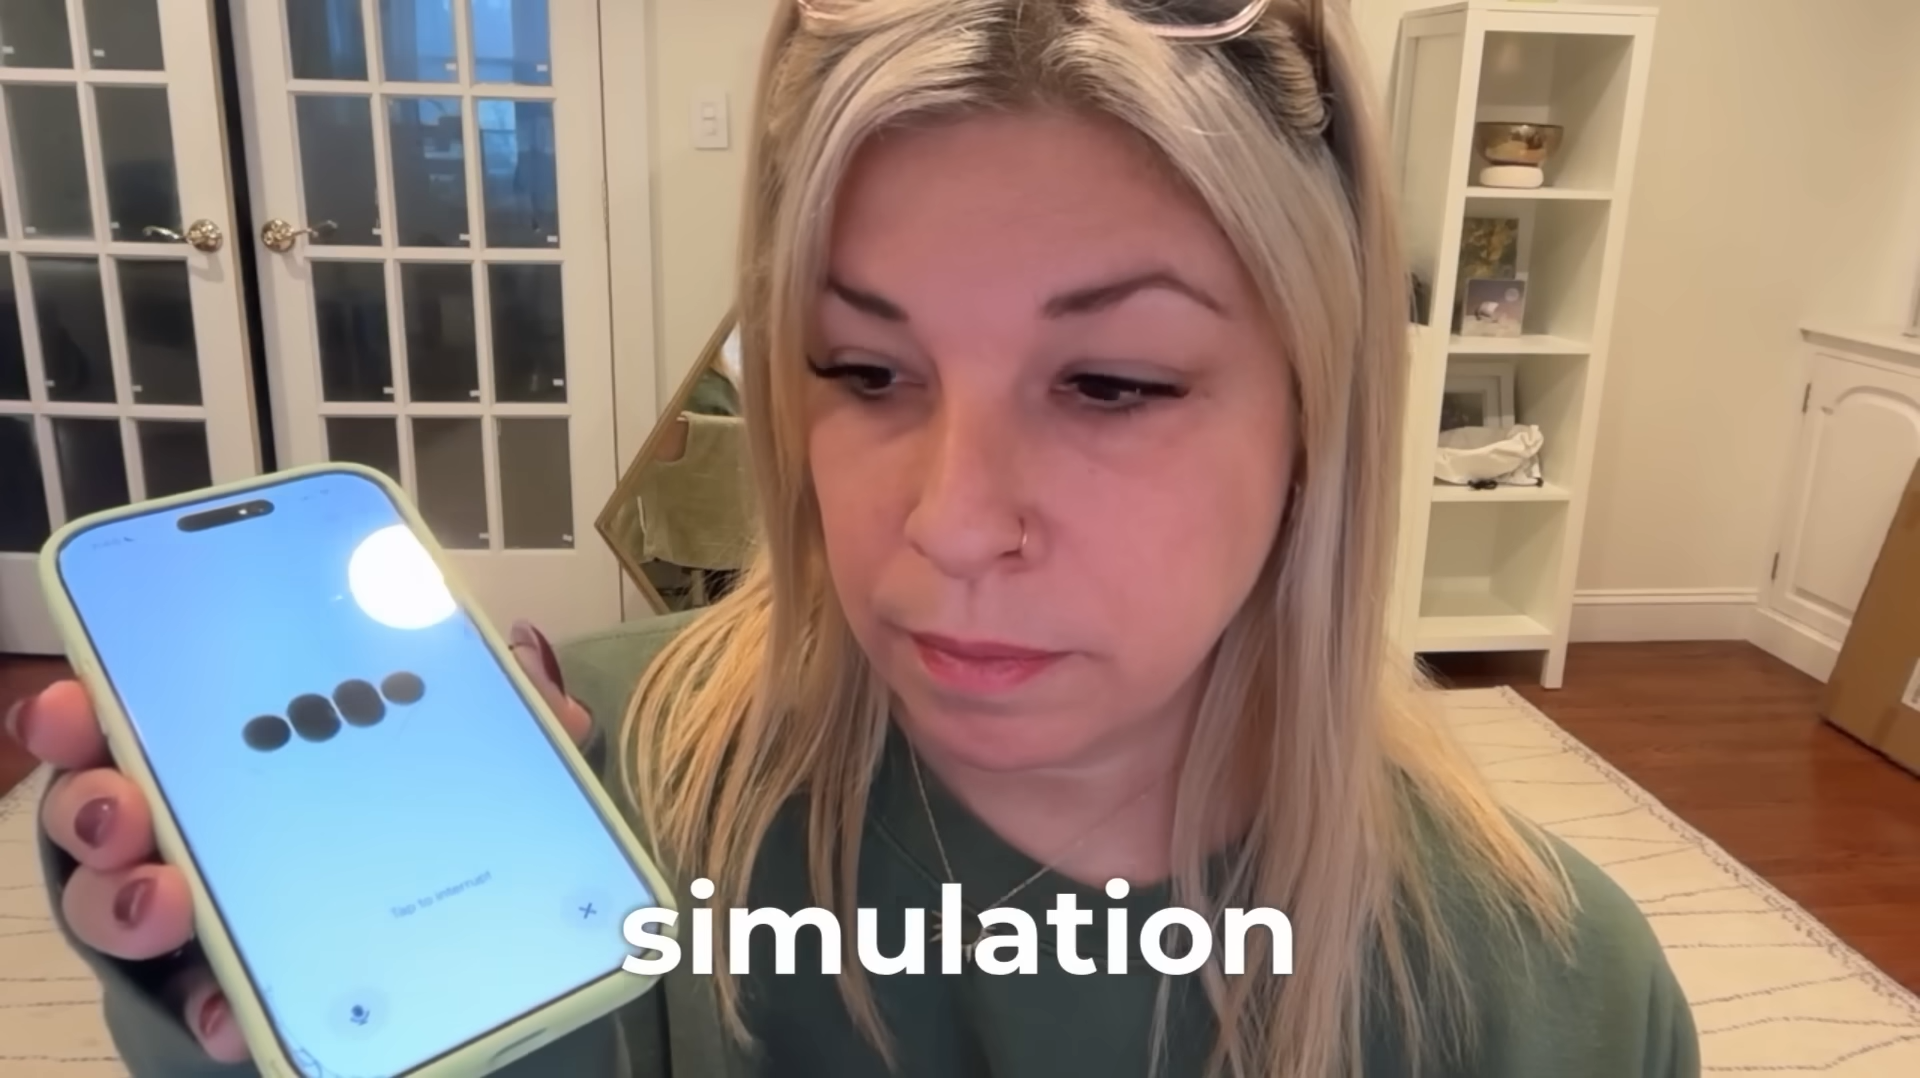 Tap to interrupt
simulation